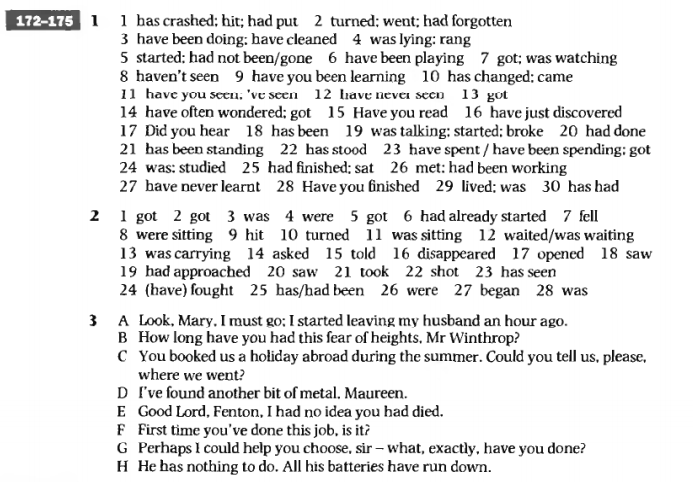 172–175 1 1 has crashed; hit; had put 2 turned; went; had forgotten
3 have been doing; have cleaned 4 was lying; rang
5 started; had not been/gone 6 have been playing 7 got; was watching
8 haven't seen 9 have you been learning 10 has changed; came
11 have you seen; 've seen 12 have never seen 13 got
14 have often wondered; got 15 Have you read 16 have just discovered
17 Did you hear 18 has been 19 was talking; started; broke 20 had done
21 has been standing 22 has stood 23 have spent / have been spending; got
24 was; studied 25 had finished; sat 26 met; had been working
27 have never learnt 28 Have you finished 29 lived; was 30 has had
2 1 got 2 got 3 was 4 were 5 got 6 had already started 7 fell
8 were sitting 9 hit 10 turned 11 was sitting 12 waited/was waiting
13 was carrying 14 asked 15 told 16 disappeared 17 opened 18 saw
19 had approached 20 saw 21 took 22 shot 23 has seen
24 (have) fought 25 has/had been 26 were 27 began 28 was
3 A Look, Mary, I must go; I started leaving my husband an hour ago.
B How long have you had this fear of heights, Mr Winthrop?
C You booked us a holiday abroad during the summer. Could you tell us, please,
where we went?
D I've found another bit of metal, Maureen.
E Good Lord, Fenton, I had no idea you had died.
F First time you've done this job, is it?
G Perhaps I could help you choose, sir – what, exactly, have you done?
H He has nothing to do. All his batteries have run down.